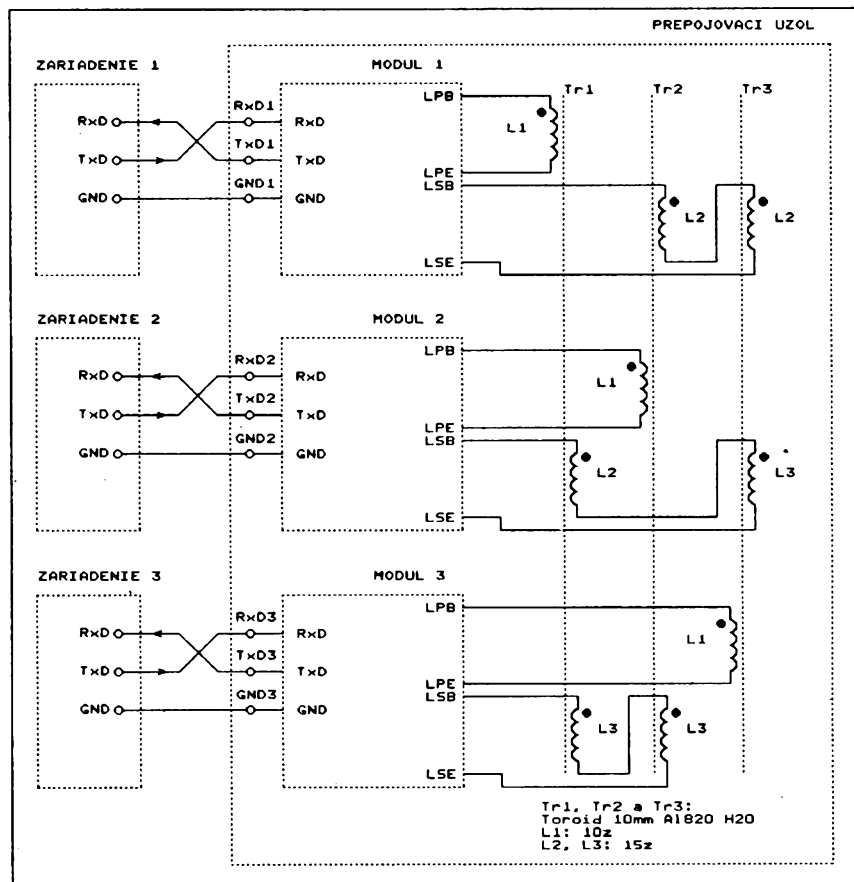 PREPOJOVACI UZOL
ZARIADENIE 1
MODUL 1
Tr1
Tr2
Tr3
RxD
TxD
GND
RxD1
TxD1
GND1
RxD
TxD
GND
LPB
LPE
LSB
LSE
L1
L2
L2
ZARIADENIE 2
MODUL 2
RxD
TxD
GND
RxD2
TxD2
GND2
RxD
TxD
GND
LPB
LPE
LSB
LSE
L1
L2
L3
ZARIADENIE 3
MODUL 3
RxD
TxD
GND
RxD3
TxD3
GND3
RxD
TxD
GND
LPB
LPE
LSB
LSE
L1
L3
L3
Tr1, Tr2 a Tr3:
Toroid 10mm Al820 H20
L1: 10z
L2, L3: 15z